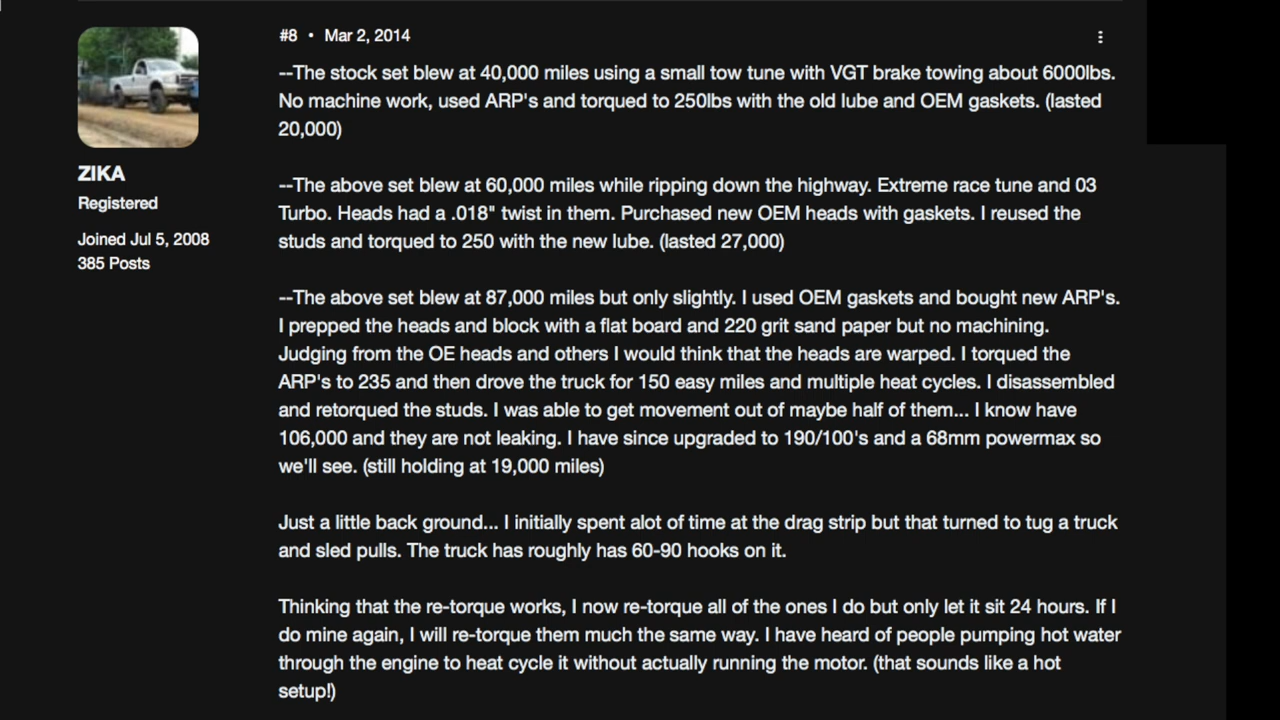 #8 • Mar 2, 2014
--The stock set blew at 40,000 miles using a small tow tune with VGT brake towing about 6000lbs.
No machine work, used ARP's and torqued to 250lbs with the old lube and OEM gaskets. (lasted
20,000)
ZIKA
Registered
Joined Jul 5, 2008
385 Posts
--The above set blew at 60,000 miles while ripping down the highway. Extreme race tune and 03
Turbo. Heads had a .018" twist in them. Purchased new OEM heads with gaskets. I reused the
studs and torqued to 250 with the new lube. (lasted 27,000)
--The above set blew at 87,000 miles but only slightly. I used OEM gaskets and bought new ARP's.
I prepped the heads and block with a flat board and 220 grit sand paper but no machining.
Judging from the OE heads and others I would think that the heads are warped. I torqued the
ARP's to 235 and then drove the truck for 150 easy miles and multiple heat cycles. I disassembled
and retorqued the studs. I was able to get movement out of maybe half of them... I know have
106,000 and they are not leaking. I have since upgraded to 190/100's and a 68mm powermax so
we'll see. (still holding at 19,000 miles)
Just a little back ground... I initially spent alot of time at the drag strip but that turned to tug a truck
and sled pulls. The truck has roughly has 60-90 hooks on it.
Thinking that the re-torque works, I now re-torque all of the ones I do but only let it sit 24 hours. If I
do mine again, I will re-torque them much the same way. I have heard of people pumping hot water
through the engine to heat cycle it without actually running the motor. (that sounds like a hot
setup!)